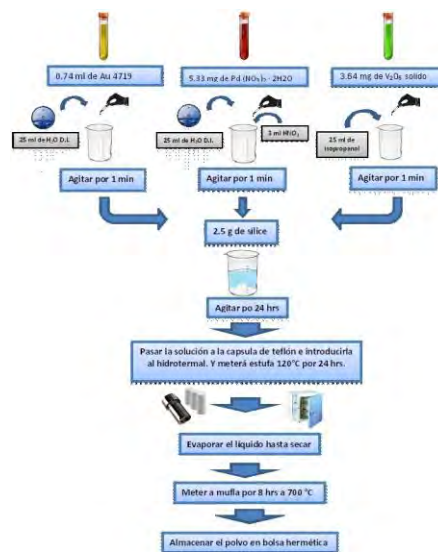 0.74 ml de Au 4719
5.33 mg de Pd (NO₃)₂ · 2H2O
3.64 mg de V₂O₅ solido
25 ml de H₂O D.I.
25 ml de H₂O D.I.
3 ml HNO₃
25 ml de
isopropanol
Agitar por 1 min
Agitar por 1 min
Agitar por 1 min
2.5 g de sílice
Agitar po 24 hrs
Pasar la solución a la capsula de teflón e introducirla
al hidrotermal. Y meterá estufa 120°C por 24 hrs.
Evaporar el líquido hasta secar
Meter a mufla por 8 hrs a 700 °C
Almacenar el polvo en bolsa hermética